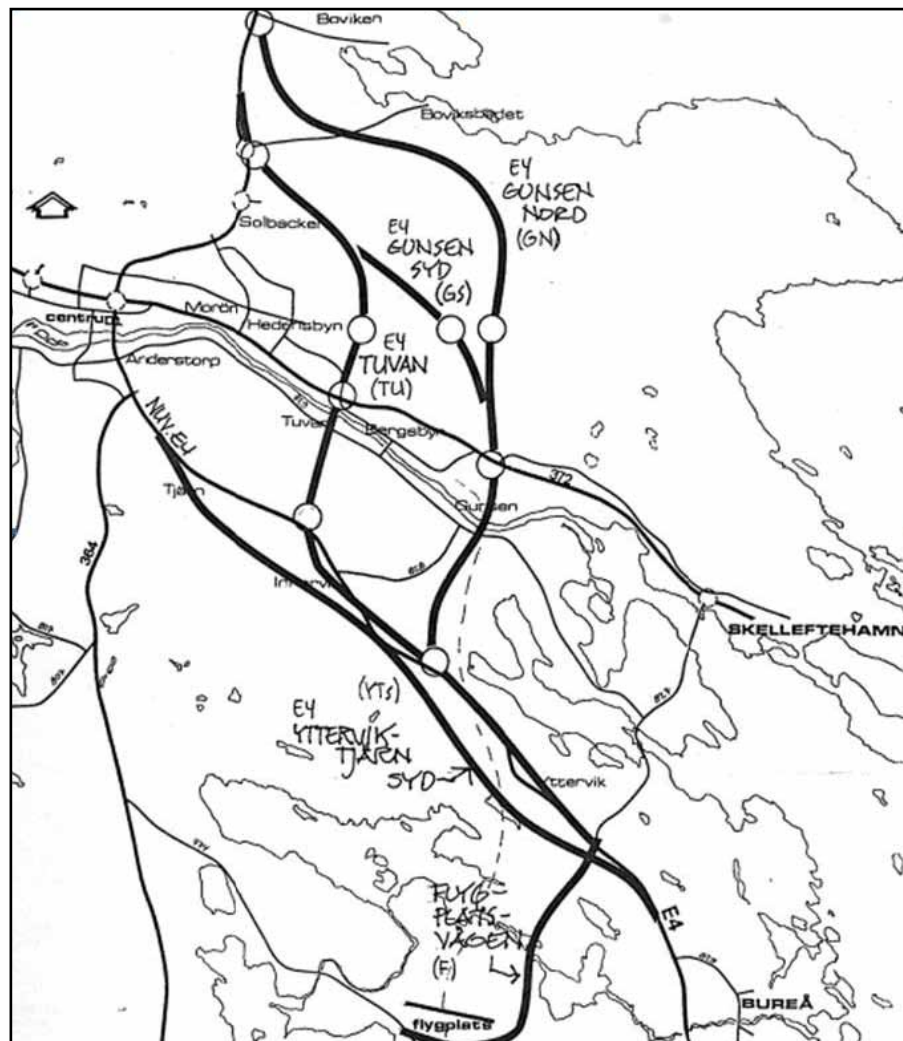 Boviken
Boviksbadet
E4
GUNSEN
NORD
(GN)
Solbacken
E4
GUNSEN
SYD
(GS)
Morön
centrum
Hedensbyn
E4
TUVAN
(TU)
Anderstorp
Tuvan
Bergsbyn
NUV. E4
372
Tjärn
Gunsen
364
Innervik
SKELLEFTEHAMN
(YTS)
E4
YTTERVIK-
TJÄRN
SYD
Yttervik
FLYG-
PLATS-
VÄGEN
(F)
E4
BUREÅ
flygplats